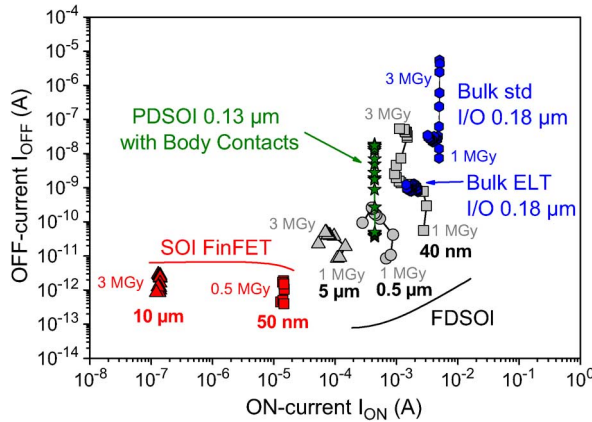 10⁻⁴
10⁻⁵
10⁻⁶
10⁻⁷
10⁻⁸
10⁻⁹
10⁻¹⁰
10⁻¹¹
10⁻¹²
10⁻¹³
10⁻¹⁴
OFF-current I_OFF (A)
3 MGy
Bulk std
I/O 0.18 µm
1 MGy
PDSOI 0.13 µm
with Body Contacts
3 MGy
Bulk ELT
I/O 0.18 µm
3 MGy
1 MGy
5 µm
1 MGy
0.5 µm
1 MGy
40 nm
SOI FinFET
3 MGy
10 µm
0.5 MGy
50 nm
FDSOI
10⁻⁸
10⁻⁷
10⁻⁶
10⁻⁵
10⁻⁴
10⁻³
10⁻²
10⁻¹
10⁰
ON-current I_ON (A)